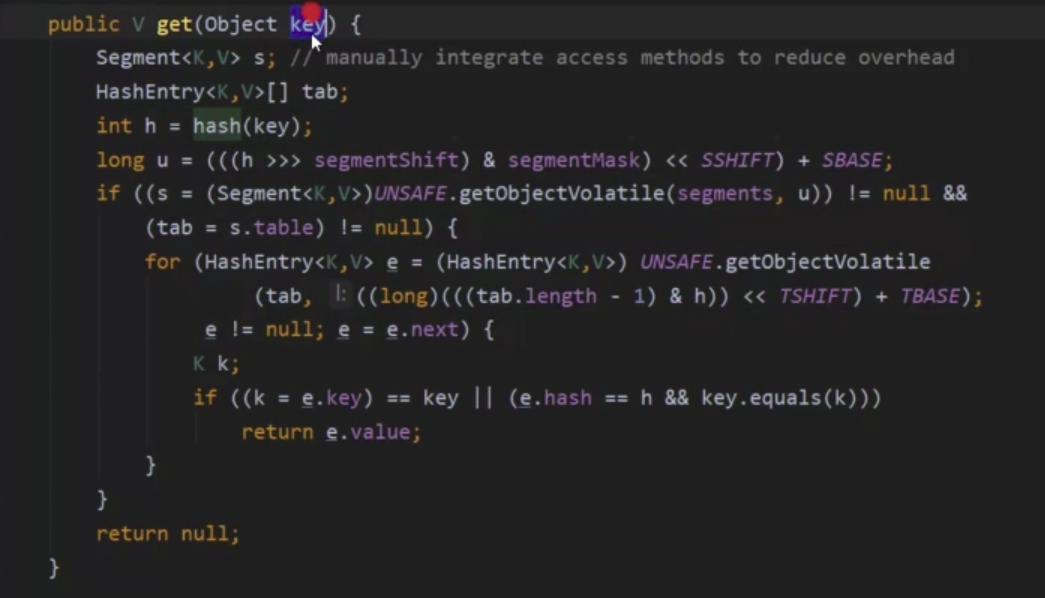 public V get(Object key) {
Segment<K,V> s; // manually integrate access methods to reduce overhead
HashEntry<K,V>[] tab;
int h = hash(key);
long u = (((h >>> segmentShift) & segmentMask) << SSHIFT) + SBASE;
if ((s = (Segment<K,V>)UNSAFE.getObjectVolatile(segments, u)) != null &&
(tab = s.table) != null) {
for (HashEntry<K,V> e = (HashEntry<K,V>) UNSAFE.getObjectVolatile
(tab, l: ((long)(((tab.length - 1) & h)) << TSHIFT) + TBASE);
e != null; e = e.next) {
K k;
if ((k = e.key) == key || (e.hash == h && key.equals(k)))
return e.value;
}
}
return null;
}